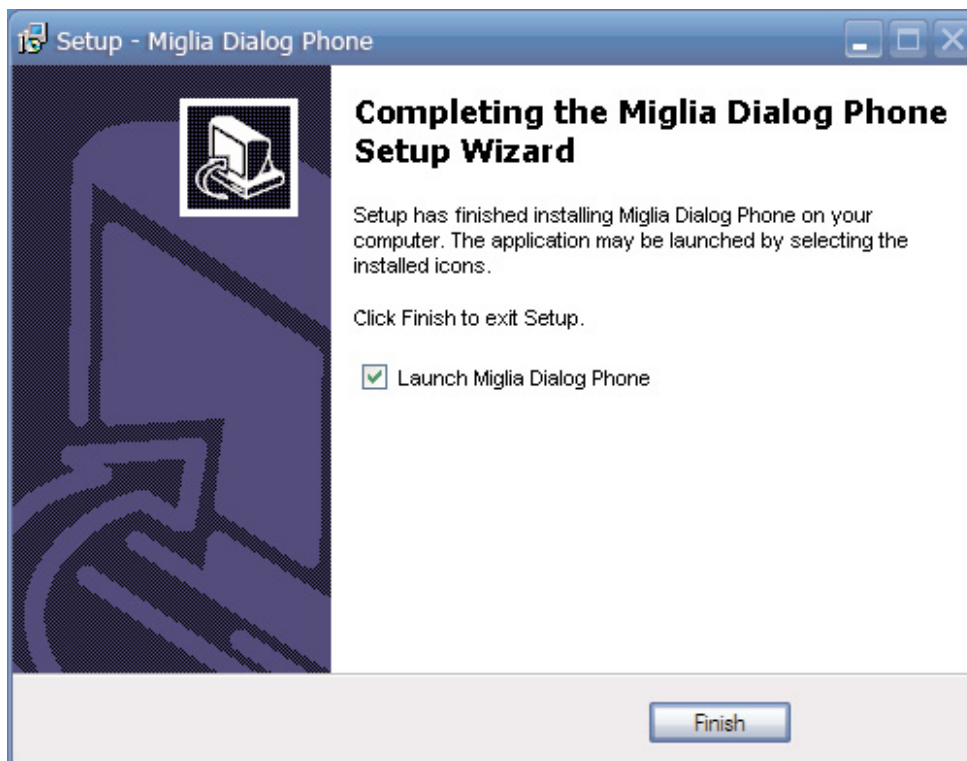 Setup - Miglia Dialog Phone
Completing the Miglia Dialog Phone
Setup Wizard
Setup has finished installing Miglia Dialog Phone on your
computer. The application may be launched by selecting the
installed icons.
Click Finish to exit Setup.
Launch Miglia Dialog Phone
Finish